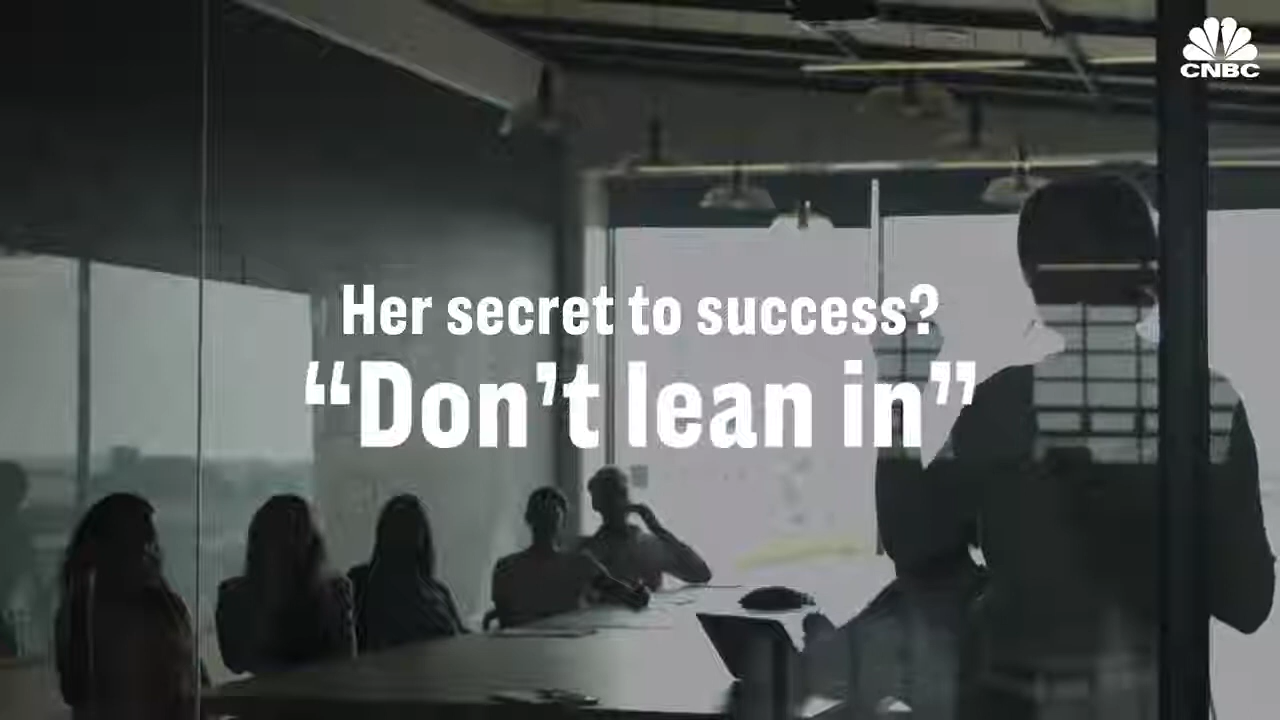 CNBC
Her secret to success?
“Don’t lean in”